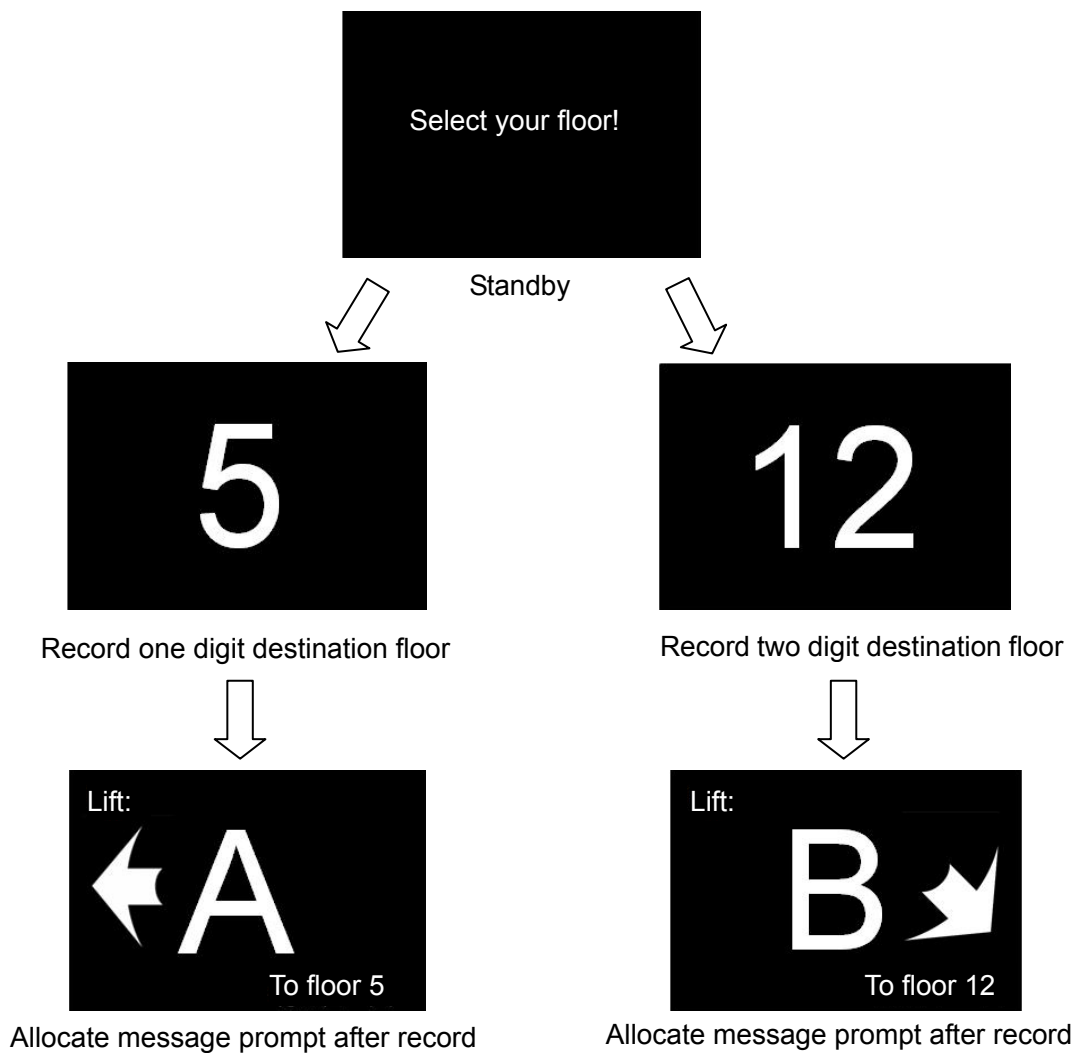 Select your floor!
Standby
5
12
Record one digit destination floor
Record two digit destination floor
Lift:
A
To floor 5
Lift:
B
To floor 12
Allocate message prompt after record
Allocate message prompt after record